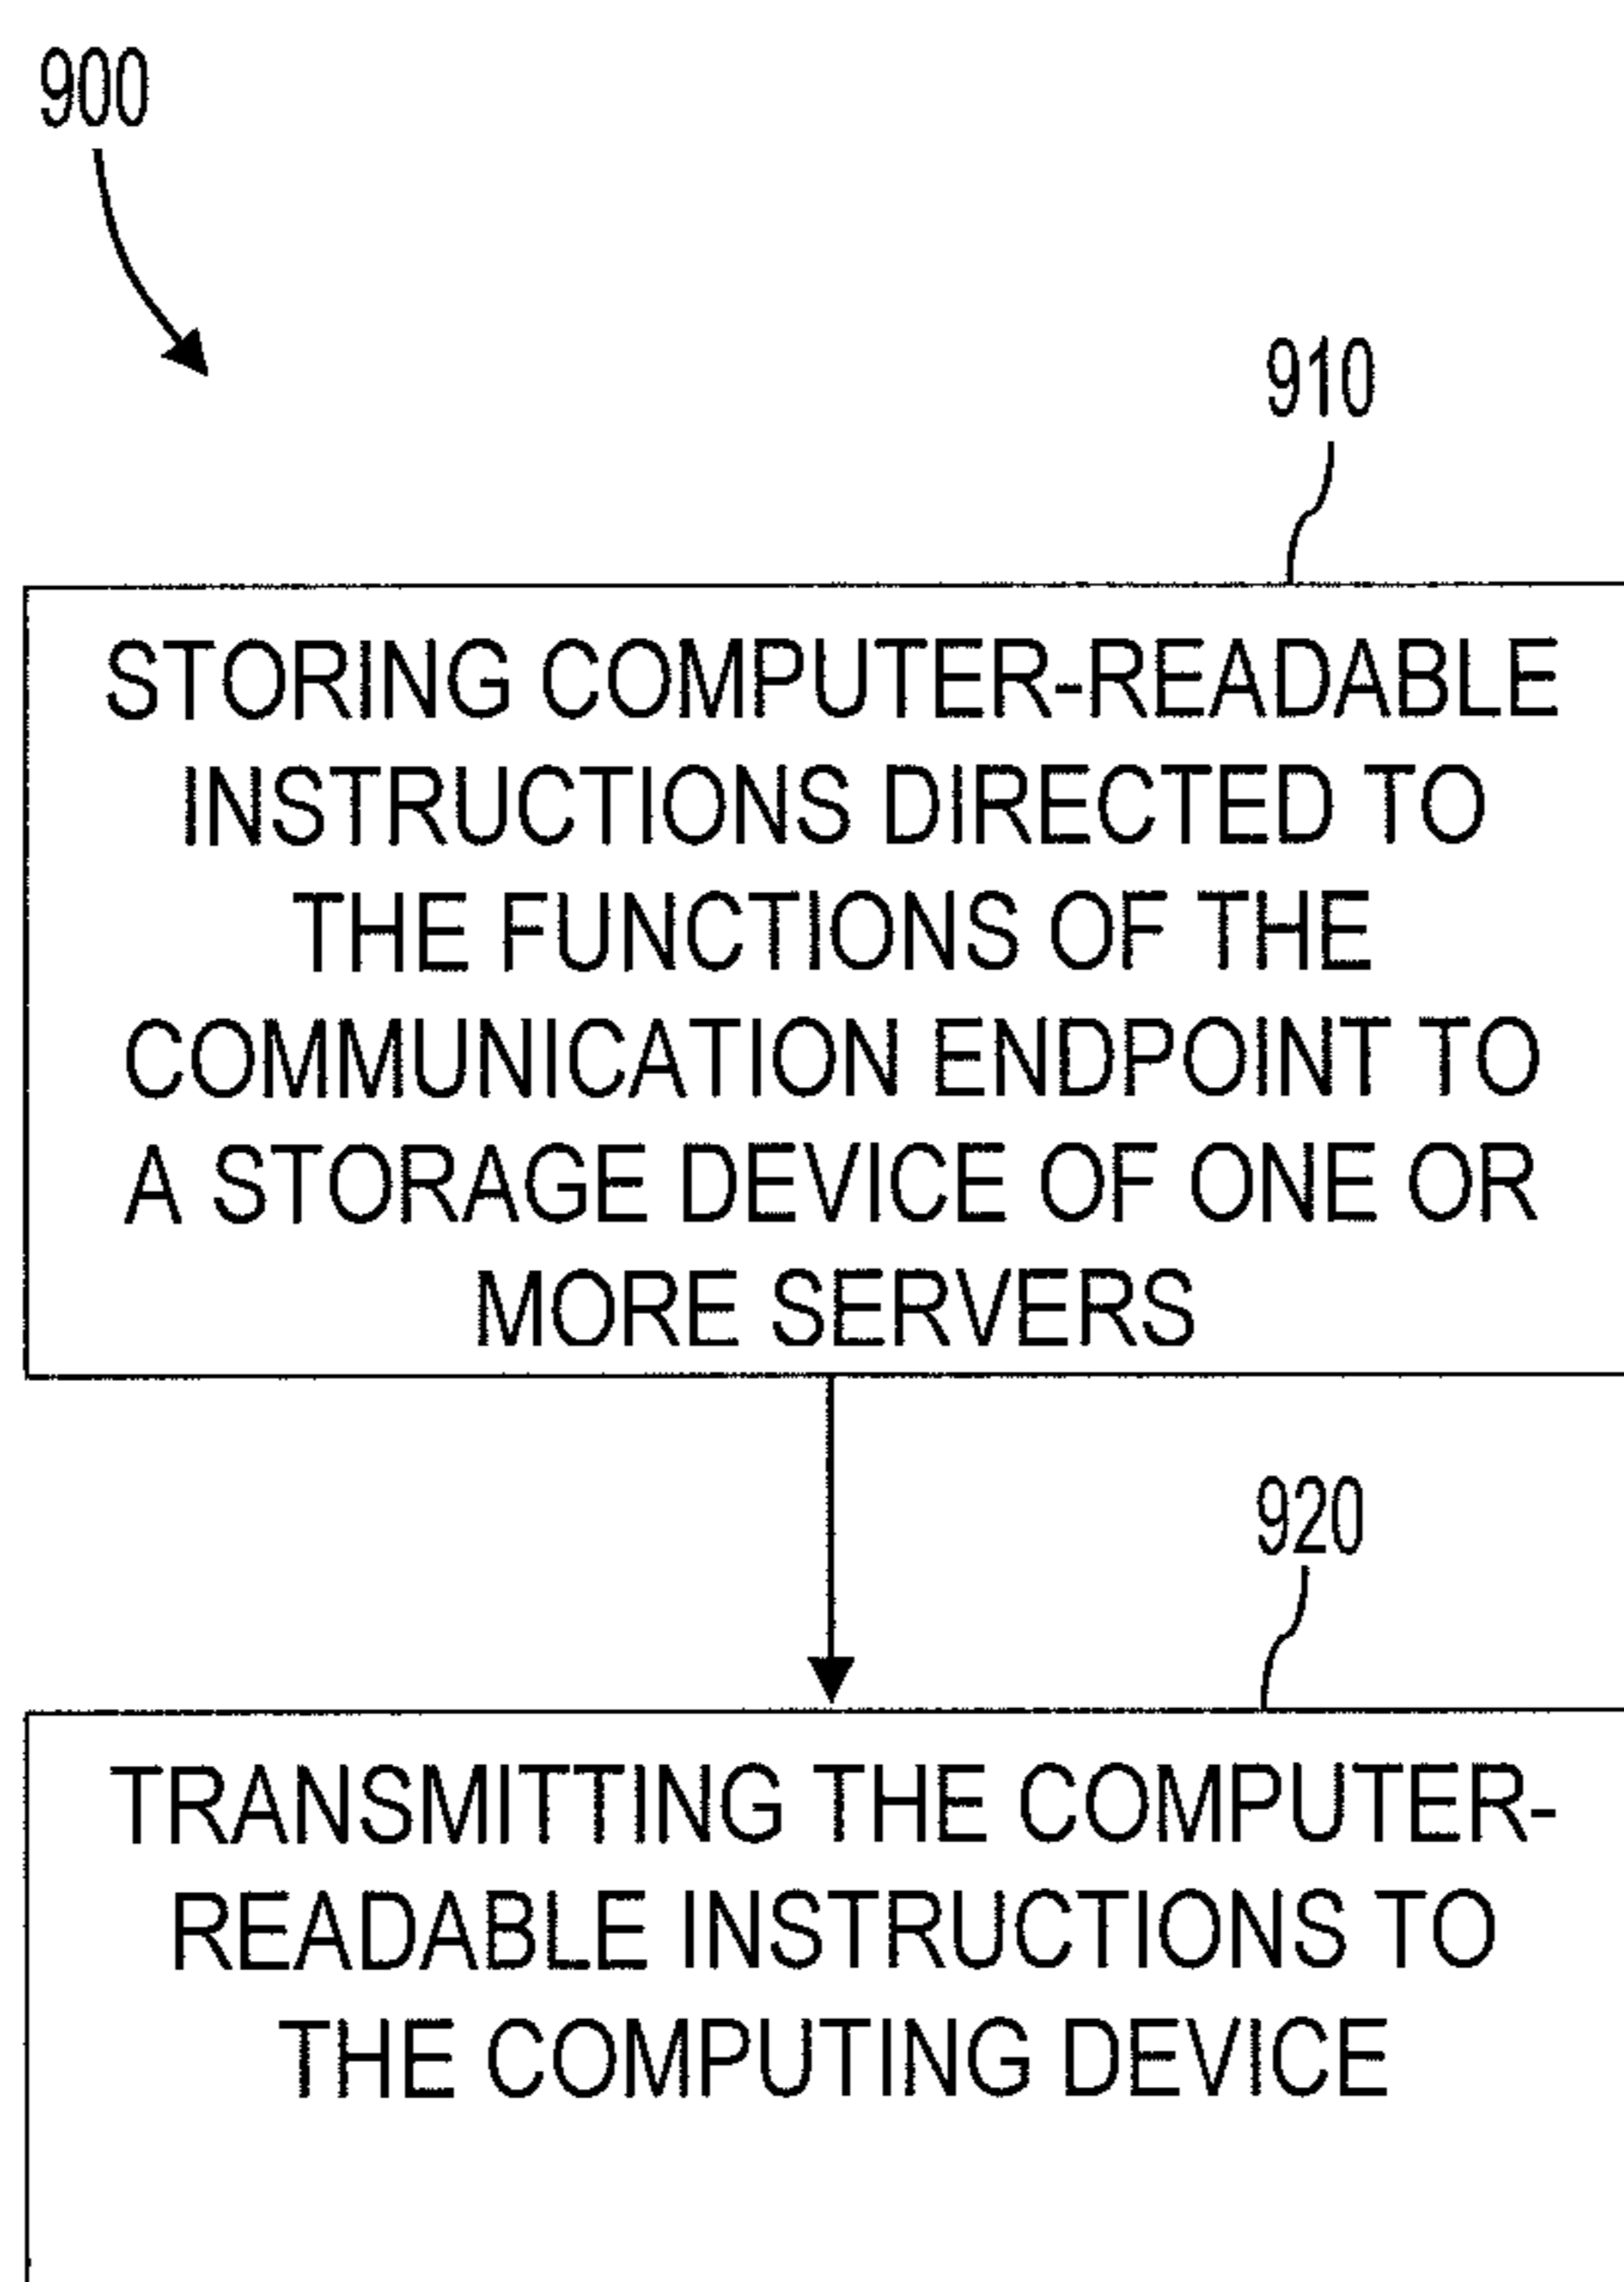 900
910
STORING COMPUTER-READABLE
INSTRUCTIONS DIRECTED TO
THE FUNCTIONS OF THE
COMMUNICATION ENDPOINT TO
A STORAGE DEVICE OF ONE OR
MORE SERVERS
920
TRANSMITTING THE COMPUTER-
READABLE INSTRUCTIONS TO
THE COMPUTING DEVICE